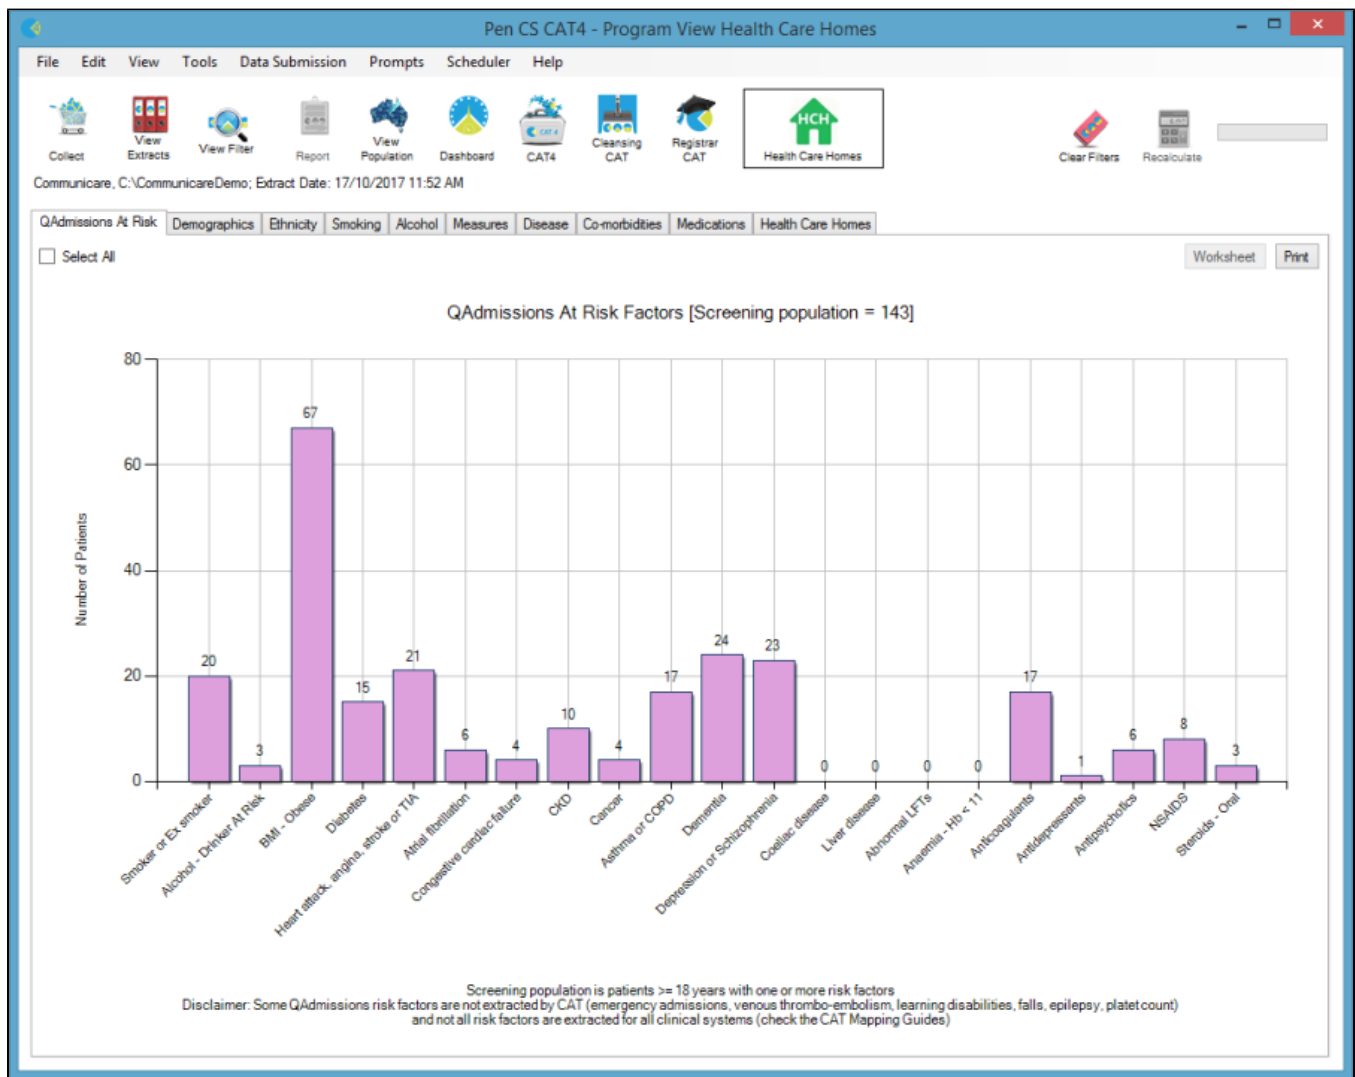 Pen CS CAT4 - Program View Health Care Homes
File Edit View Tools Data Submission Prompts Scheduler Help
Collect
View Extracts
View Filter
Report
View Population
Dashboard
CAT 4
CAT4
Cleansing CAT
Registrar CAT
HCH
Health Care Homes
Clear Filters
Recalculate
Communicare, C:\CommunicareDemo; Extract Date: 17/10/2017 11:52 AM
QAdmissions At Risk Demographics Ethnicity Smoking Alcohol Measures Disease Co-morbidities Medications Health Care Homes
Select All
Worksheet Print
QAdmissions At Risk Factors [Screening population = 143]
Number of Patients
80
60
40
20
0
20
3
67
15
21
6
4
10
4
17
24
23
0
0
0
0
17
1
6
8
3
Smoker or Ex smoker
Alcohol - Drinker At Risk
BMI - Obese
Diabetes
Heart attack, angina, stroke or TIA
Atrial fibrillation
Congestive cardiac failure
CKD
Cancer
Asthma or COPD
Dementia
Depression or Schizophrenia
Coeliac disease
Liver disease
Abnormal LFTs
Anaemia - Hb < 11
Anticoagulants
Antidepressants
Antipsychotics
NSAIDS
Steroids - Oral
Screening population is patients >= 18 years with one or more risk factors
Disclaimer: Some QAdmissions risk factors are not extracted by CAT (emergency admissions, venous thrombo-embolism, learning disabilities, falls, epilepsy, platet count)
and not all risk factors are extracted for all clinical systems (check the CAT Mapping Guides)